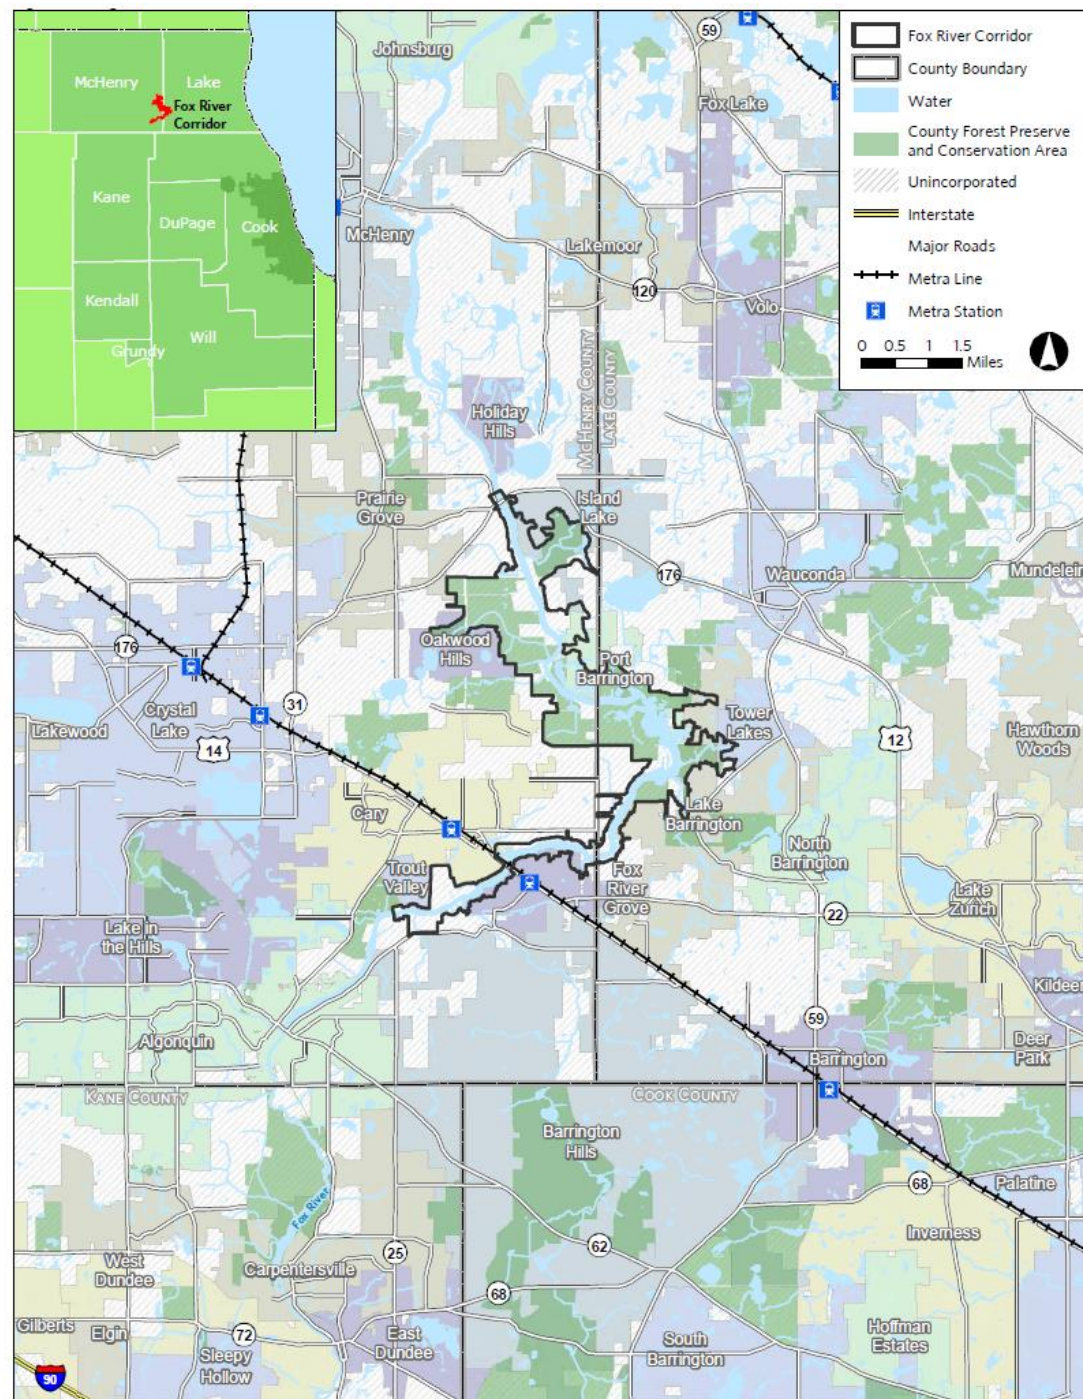 McHenry
Lake
Fox River
Corridor
Kane
DuPage
Cook
Kendall
Will
Grundy
Fox River Corridor
County Boundary
Water
County Forest Preserve
and Conservation Area
Unincorporated
Interstate
Major Roads
Metra Line
Metra Station
0 0.5 1 1.5
Miles
Johnsburg
59
Fox Lake
McHenry
Lakemoor
120
Volo
MCHENRY COUNTY
LAKE COUNTY
Holiday
Hills
Prairie
Grove
Island
Lake
176
Wauconda
Mundelein
176
Oakwood
Hills
Port
Barrington
31
Crystal
Lake
Lakewood
14
Tower
Lakes
12
Hawthorn
Woods
Cary
Lake
Barrington
North
Barrington
Trout
Valley
Fox
River
Grove
Lake
Zurich
22
Lake in
the Hills
Kildeer
59
Algonquin
Barrington
Deer
Park
KANE COUNTY
COOK COUNTY
Barrington
Hills
68
Palatine
Fox River
Inverness
62
25
West
Dundee
Carpentersville
68
Gilberts
Elgin
72
Sleepy
Hollow
East
Dundee
South
Barrington
Hoffman
Estates
90